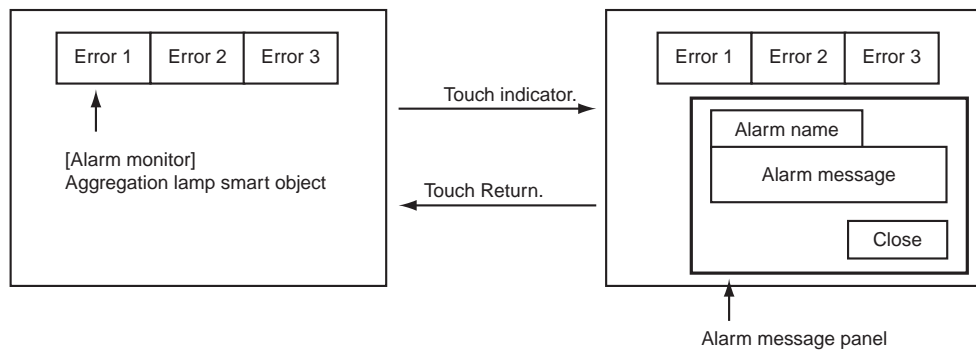 Error 1 Error 2 Error 3
[Alarm monitor]
Aggregation lamp smart object
Touch indicator.
Touch Return.
Error 1 Error 2 Error 3
Alarm name
Alarm message
Close
Alarm message panel